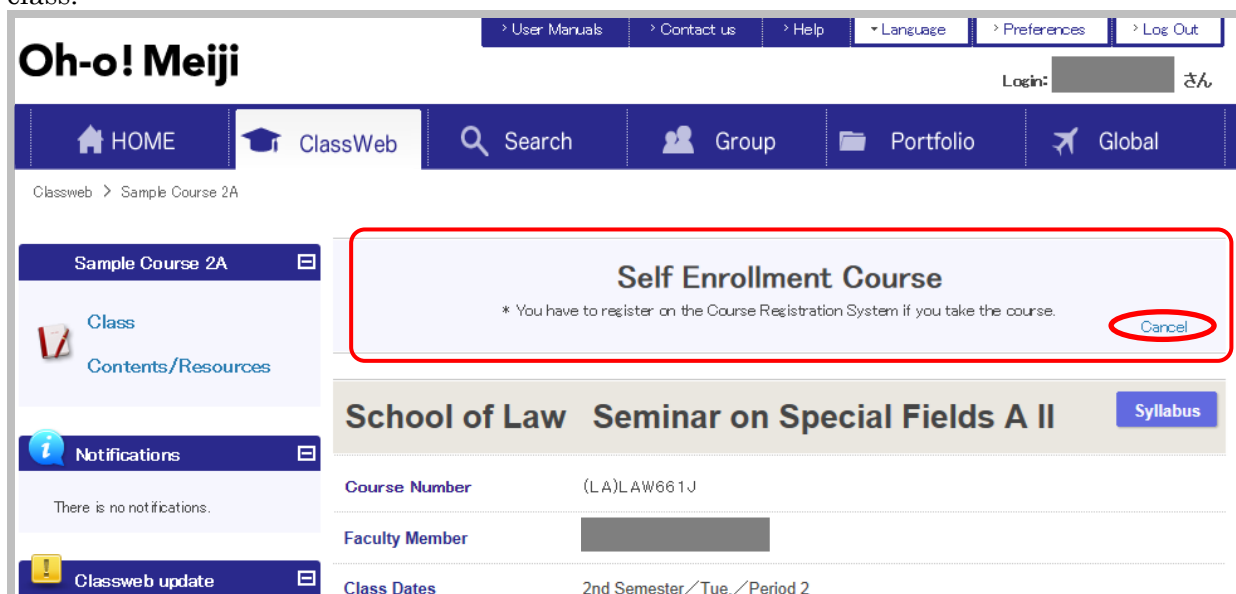 class.
> User Manuals > Contact us > Help ▾ Language > Preferences > Log Out
Oh-o! Meiji
Login: さん
HOME ClassWeb Search Group Portfolio Global
Classweb > Sample Course 2A
Sample Course 2A
Class
Contents/Resources
Self Enrollment Course
* You have to register on the Course Registration System if you take the course.
Cancel
School of Law Seminar on Special Fields A II
Syllabus
Notifications
There is no notifications.
Course Number (LA)LAW661J
Faculty Member
Classweb update
Class Dates 2nd Semester／Tue.／Period 2